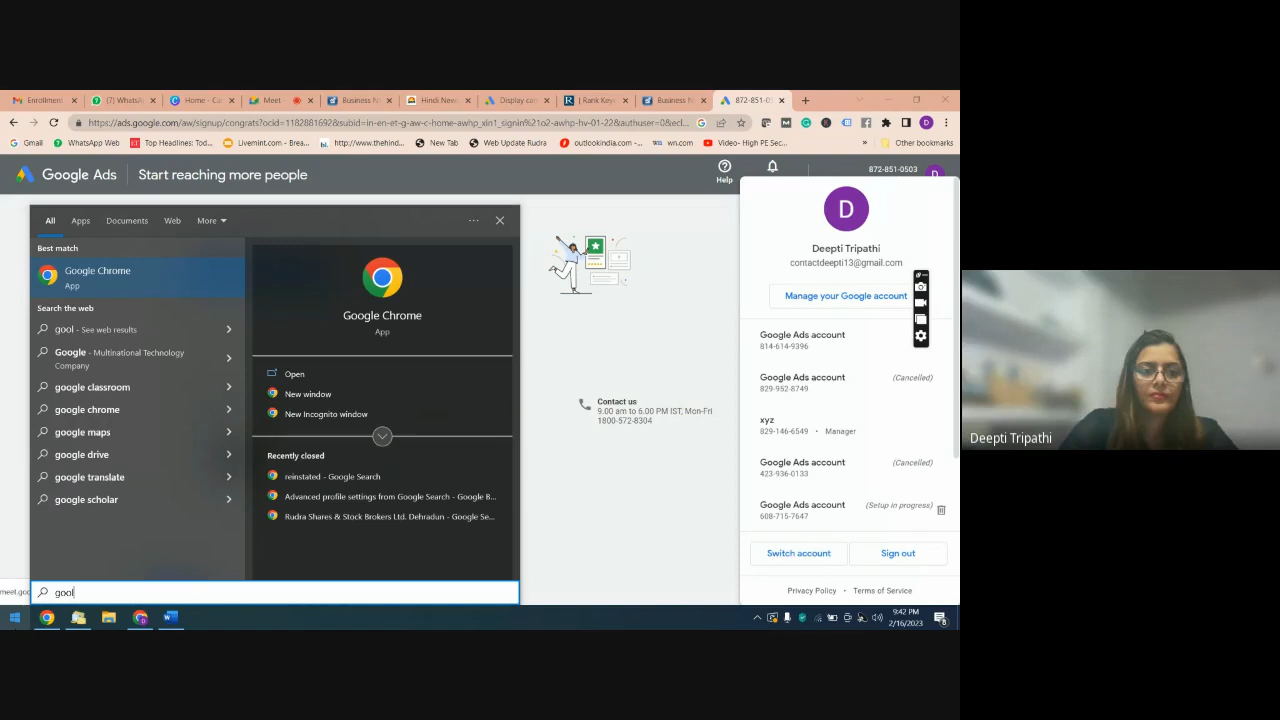 Enrollment
(7) WhatsA
Home - Ca
Meet -
Business N
Hindi New
Display cam
| Rank Key
Business N
872-851-05
https://ads.google.com/aw/signup/congrats?ocid=1182881692&subid=in-en-et-g-aw-c-home-awhp_xin1_signin%21o2-awhp-hv-01-22&authuser=0&ecl...
Gmail
WhatsApp Web
Top Headlines: Tod...
Livemint.com - Brea...
http://www.thehind...
New Tab
Web Update Rudra
outlookindia.com -...
wn.com
Video- High PE Sec...
»
Other bookmarks
Google Ads
Start reaching more people
Help
872-851-0503
D
All
Apps
Documents
Web
More
Best match
Google Chrome
App
Search the web
gool - See web results
Google - Multinational Technology
Company
google classroom
google chrome
google maps
google drive
google translate
google scholar
Google Chrome
App
Open
New window
New Incognito window
Recently closed
reinstated - Google Search
Advanced profile settings from Google Search - Google B...
Rudra Shares & Stock Brokers Ltd. Dehradun - Google Se...
meet.goo
gool
Contact us
9.00 am to 6.00 PM IST, Mon-Fri
1800-572-8304
D
Deepti Tripathi
contactdeepti13@gmail.com
Manage your Google account
Google Ads account
814-614-9396
Google Ads account
(Cancelled)
829-952-8749
xyz
829-146-6549 • Manager
Google Ads account
(Cancelled)
423-936-0133
Google Ads account
(Setup in progress)
608-715-7647
Switch account
Sign out
Privacy Policy • Terms of Service
9:42 PM
2/16/2023
Deepti Tripathi